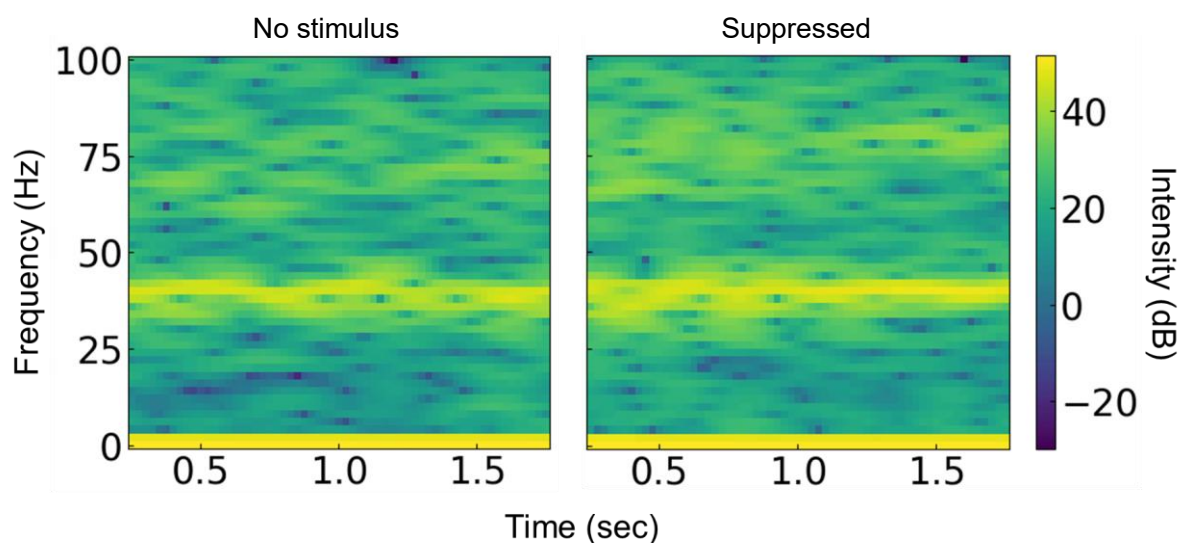 No stimulus
Suppressed
Frequency (Hz)
100
75
50
25
0
0.5 1.0 1.5
0.5 1.0 1.5
Time (sec)
40
20
0
−20
Intensity (dB)